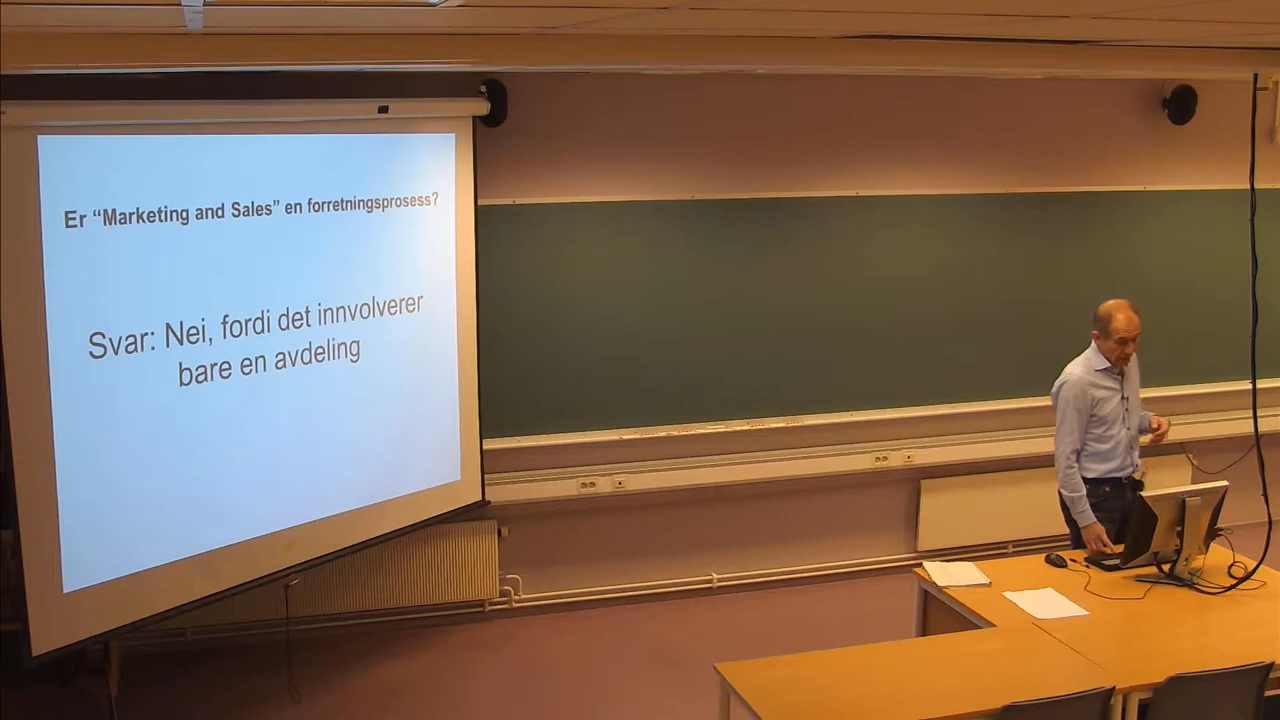 Er “Marketing and Sales” en forretningsprosess?
Svar: Nei, fordi det innvolverer
bare en avdeling